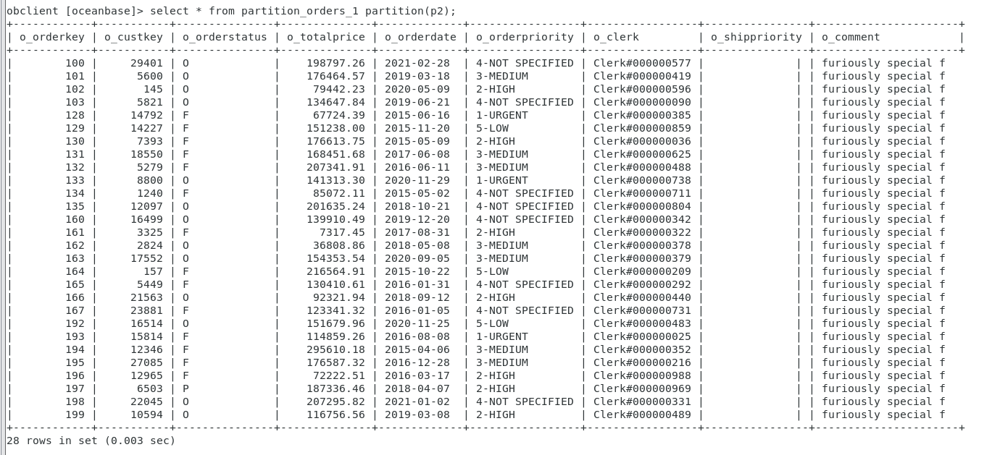 obclient [oceanbase]> select * from partition_orders_1 partition(p2);
+------------+-----------+---------------+--------------+-------------+-----------------+-----------------+----------------+----------------------+
| o_orderkey | o_custkey | o_orderstatus | o_totalprice | o_orderdate | o_orderpriority | o_clerk         | o_shippriority | o_comment            |
+------------+-----------+---------------+--------------+-------------+-----------------+-----------------+----------------+----------------------+
|        100 |     29401 | O             |    198797.26 | 2021-02-28  | 4-NOT SPECIFIED | Clerk#000000577 |              | | furiously special f
|        101 |      5600 | O             |    176464.57 | 2019-03-18  | 3-MEDIUM        | Clerk#000000419 |              | | furiously special f
|        102 |       145 | O             |     79442.23 | 2020-05-09  | 2-HIGH          | Clerk#000000596 |              | | furiously special f
|        103 |      5821 | O             |    134647.84 | 2019-06-21  | 4-NOT SPECIFIED | Clerk#000000090 |              | | furiously special f
|        128 |     14792 | F             |     67724.39 | 2015-06-16  | 1-URGENT        | Clerk#000000385 |              | | furiously special f
|        129 |     14227 | F             |    151238.00 | 2015-11-20  | 5-LOW           | Clerk#000000859 |              | | furiously special f
|        130 |      7393 | F             |    176613.75 | 2015-05-09  | 2-HIGH          | Clerk#000000036 |              | | furiously special f
|        131 |     18550 | F             |    168451.68 | 2017-06-08  | 3-MEDIUM        | Clerk#000000625 |              | | furiously special f
|        132 |      5279 | F             |    207341.91 | 2016-06-11  | 3-MEDIUM        | Clerk#000000488 |              | | furiously special f
|        133 |      8800 | O             |    141313.30 | 2020-11-29  | 1-URGENT        | Clerk#000000738 |              | | furiously special f
|        134 |      1240 | F             |     85072.11 | 2015-05-02  | 4-NOT SPECIFIED | Clerk#000000711 |              | | furiously special f
|        135 |     12097 | O             |    201635.24 | 2018-10-21  | 4-NOT SPECIFIED | Clerk#000000804 |              | | furiously special f
|        160 |     16499 | O             |    139910.49 | 2019-12-20  | 4-NOT SPECIFIED | Clerk#000000342 |              | | furiously special f
|        161 |      3325 | F             |      7317.45 | 2017-08-31  | 2-HIGH          | Clerk#000000322 |              | | furiously special f
|        162 |      2824 | O             |     36808.86 | 2018-05-08  | 3-MEDIUM        | Clerk#000000378 |              | | furiously special f
|        163 |     17552 | O             |    154353.54 | 2020-09-05  | 3-MEDIUM        | Clerk#000000379 |              | | furiously special f
|        164 |       157 | F             |    216564.91 | 2015-10-22  | 5-LOW           | Clerk#000000209 |              | | furiously special f
|        165 |      5449 | F             |    130410.61 | 2016-01-31  | 4-NOT SPECIFIED | Clerk#000000292 |              | | furiously special f
|        166 |     21563 | O             |     92321.94 | 2018-09-12  | 2-HIGH          | Clerk#000000440 |              | | furiously special f
|        167 |     23881 | F             |    123341.32 | 2016-01-05  | 4-NOT SPECIFIED | Clerk#000000731 |              | | furiously special f
|        192 |     16514 | O             |    151679.96 | 2020-11-25  | 5-LOW           | Clerk#000000483 |              | | furiously special f
|        193 |     15814 | F             |    114859.26 | 2016-08-08  | 1-URGENT        | Clerk#000000025 |              | | furiously special f
|        194 |     12346 | F             |    295610.18 | 2015-04-06  | 3-MEDIUM        | Clerk#000000352 |              | | furiously special f
|        195 |     27085 | F             |    176587.32 | 2016-12-28  | 3-MEDIUM        | Clerk#000000216 |              | | furiously special f
|        196 |     12965 | F             |     72222.51 | 2016-03-17  | 2-HIGH          | Clerk#000000988 |              | | furiously special f
|        197 |      6503 | P             |    187336.46 | 2018-04-07  | 2-HIGH          | Clerk#000000969 |              | | furiously special f
|        198 |     22045 | O             |    207295.82 | 2021-01-02  | 4-NOT SPECIFIED | Clerk#000000331 |              | | furiously special f
|        199 |     10594 | O             |    116756.56 | 2019-03-08  | 2-HIGH          | Clerk#000000489 |              | | furiously special f
+------------+-----------+---------------+--------------+-------------+-----------------+-----------------+----------------+----------------------+
28 rows in set (0.003 sec)